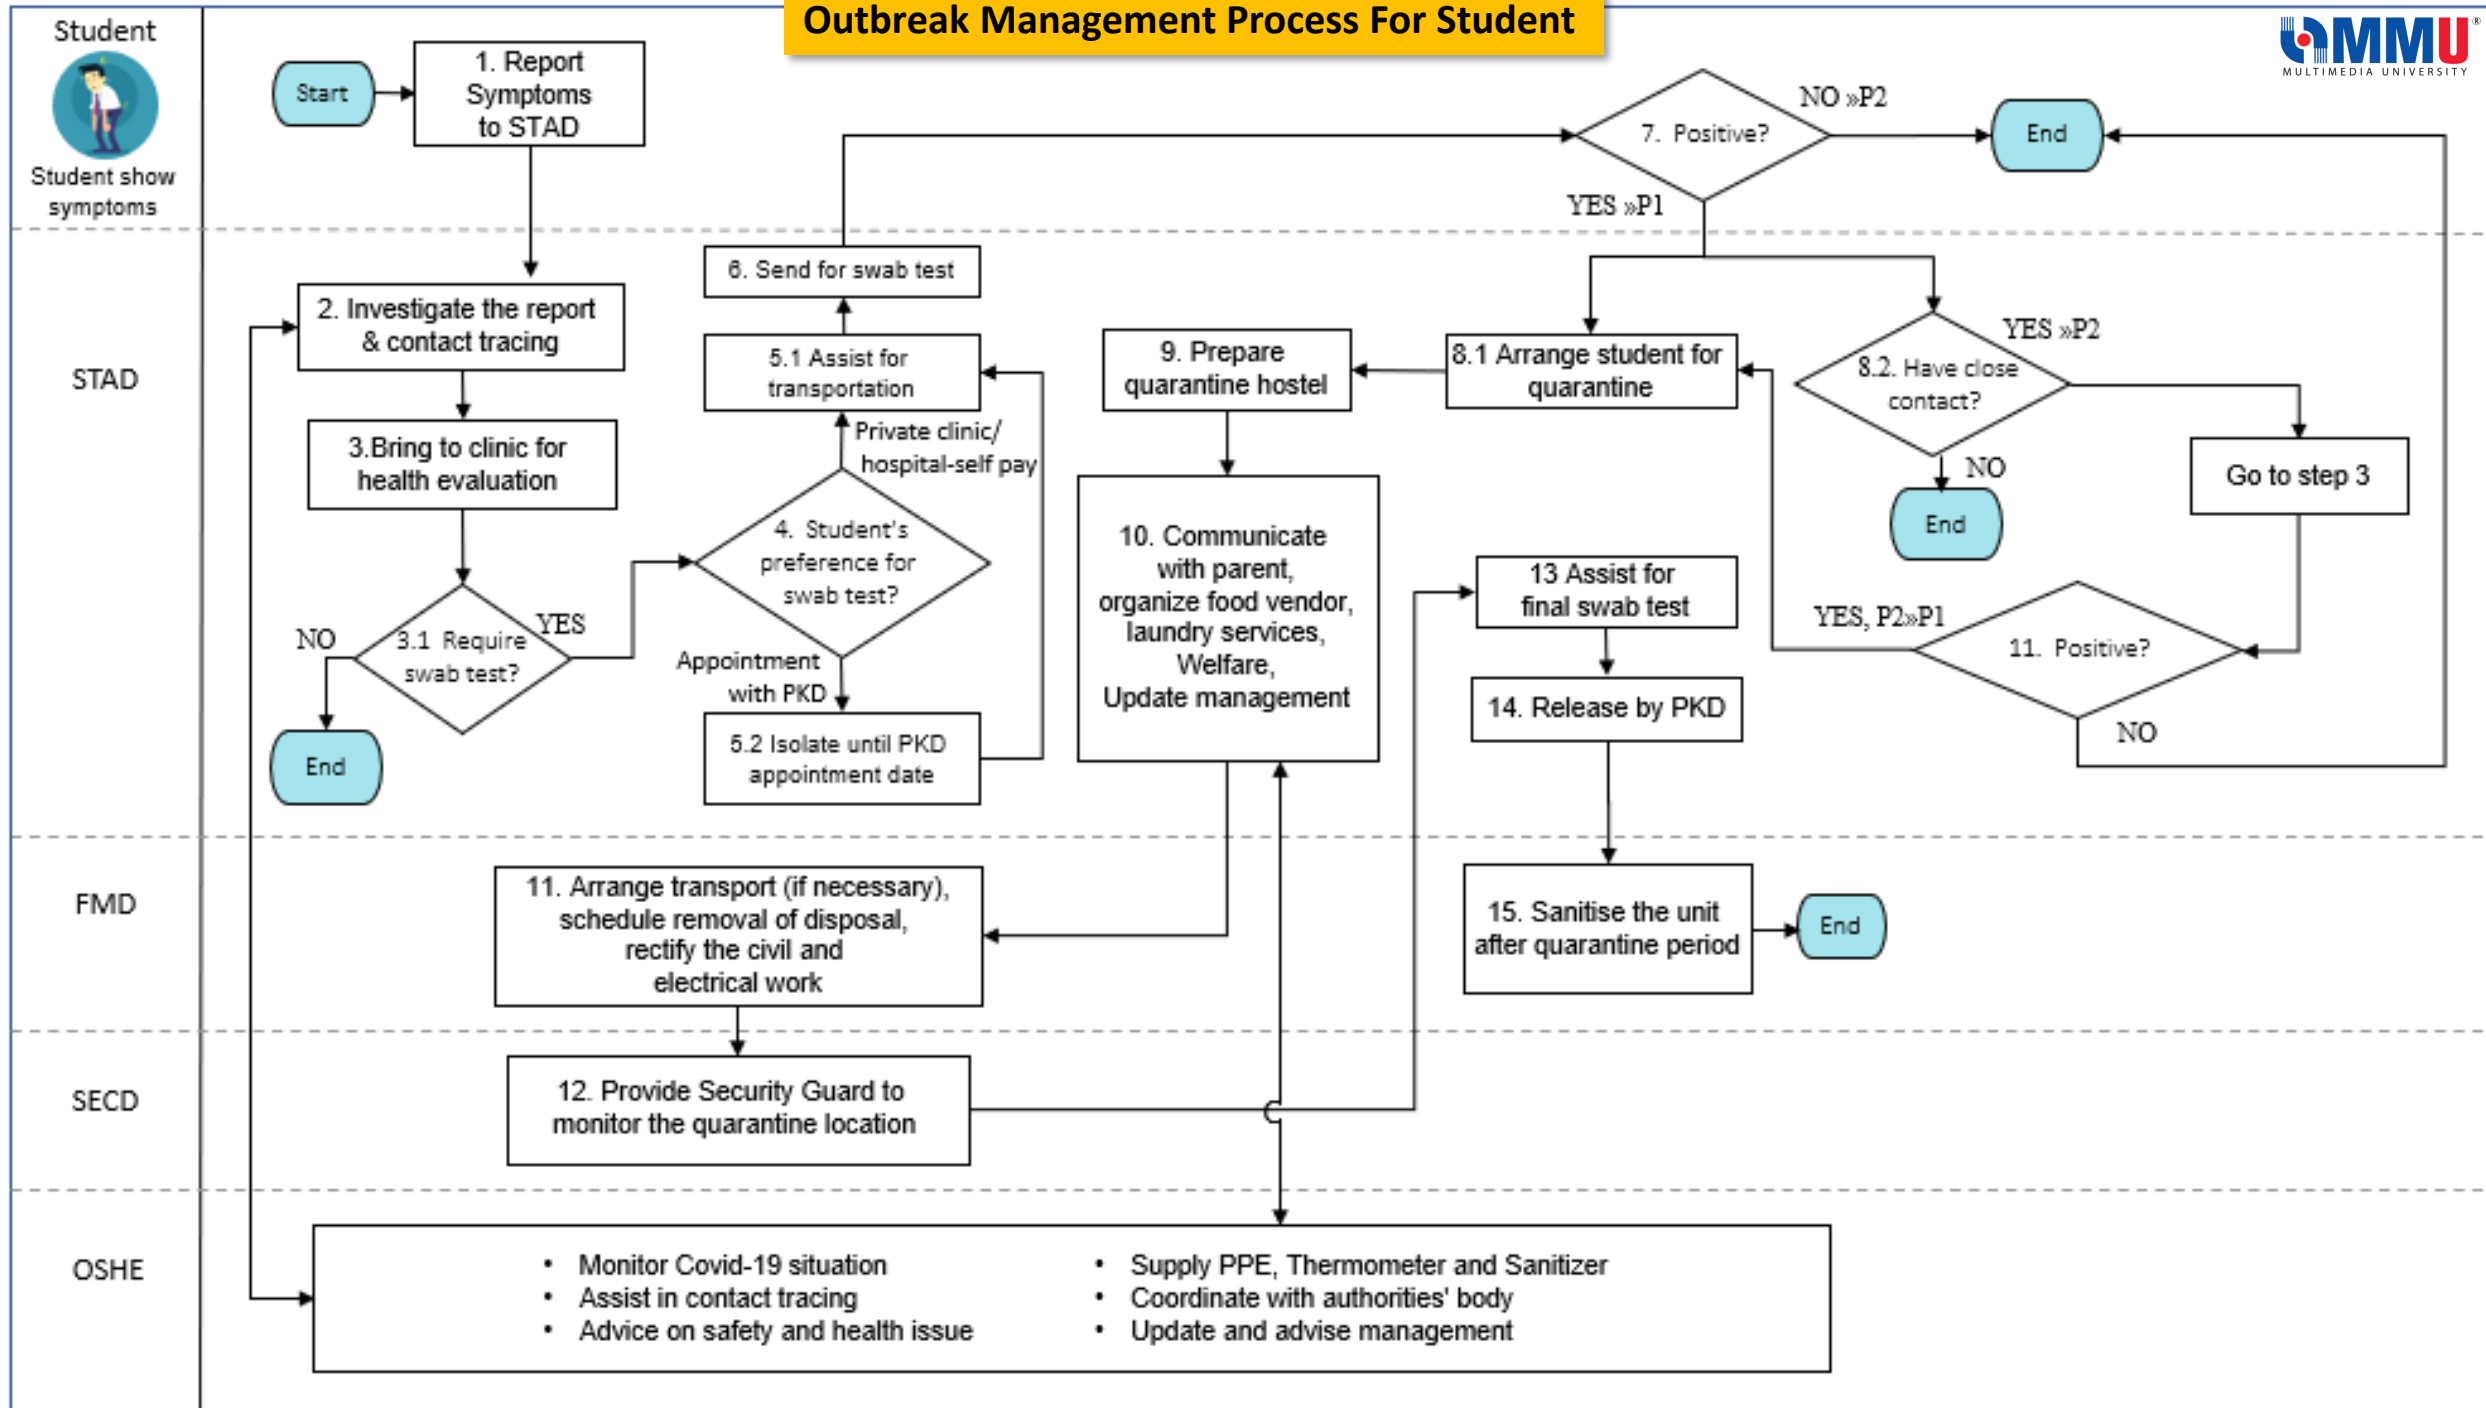 Outbreak Management Process For Student
MMU®
MULTIMEDIA UNIVERSITY
Student
Student show
symptoms
Start
1. Report
Symptoms
to STAD
7. Positive?
NO »P2
End
YES »P1
STAD
2. Investigate the report
& contact tracing
3.Bring to clinic for
health evaluation
3.1 Require
swab test?
NO
YES
End
6. Send for swab test
5.1 Assist for
transportation
Private clinic/
hospital-self pay
4. Student's
preference for
swab test?
Appointment
with PKD
5.2 Isolate until PKD
appointment date
9. Prepare
quarantine hostel
8.1 Arrange student for
quarantine
8.2. Have close
contact?
YES »P2
NO
End
Go to step 3
10. Communicate
with parent,
organize food vendor,
laundry services,
Welfare,
Update management
13 Assist for
final swab test
14. Release by PKD
YES, P2»P1
11. Positive?
NO
FMD
11. Arrange transport (if necessary),
schedule removal of disposal,
rectify the civil and
electrical work
15. Sanitise the unit
after quarantine period
End
SECD
12. Provide Security Guard to
monitor the quarantine location
OSHE
• Monitor Covid-19 situation
• Assist in contact tracing
• Advice on safety and health issue
• Supply PPE, Thermometer and Sanitizer
• Coordinate with authorities' body
• Update and advise management